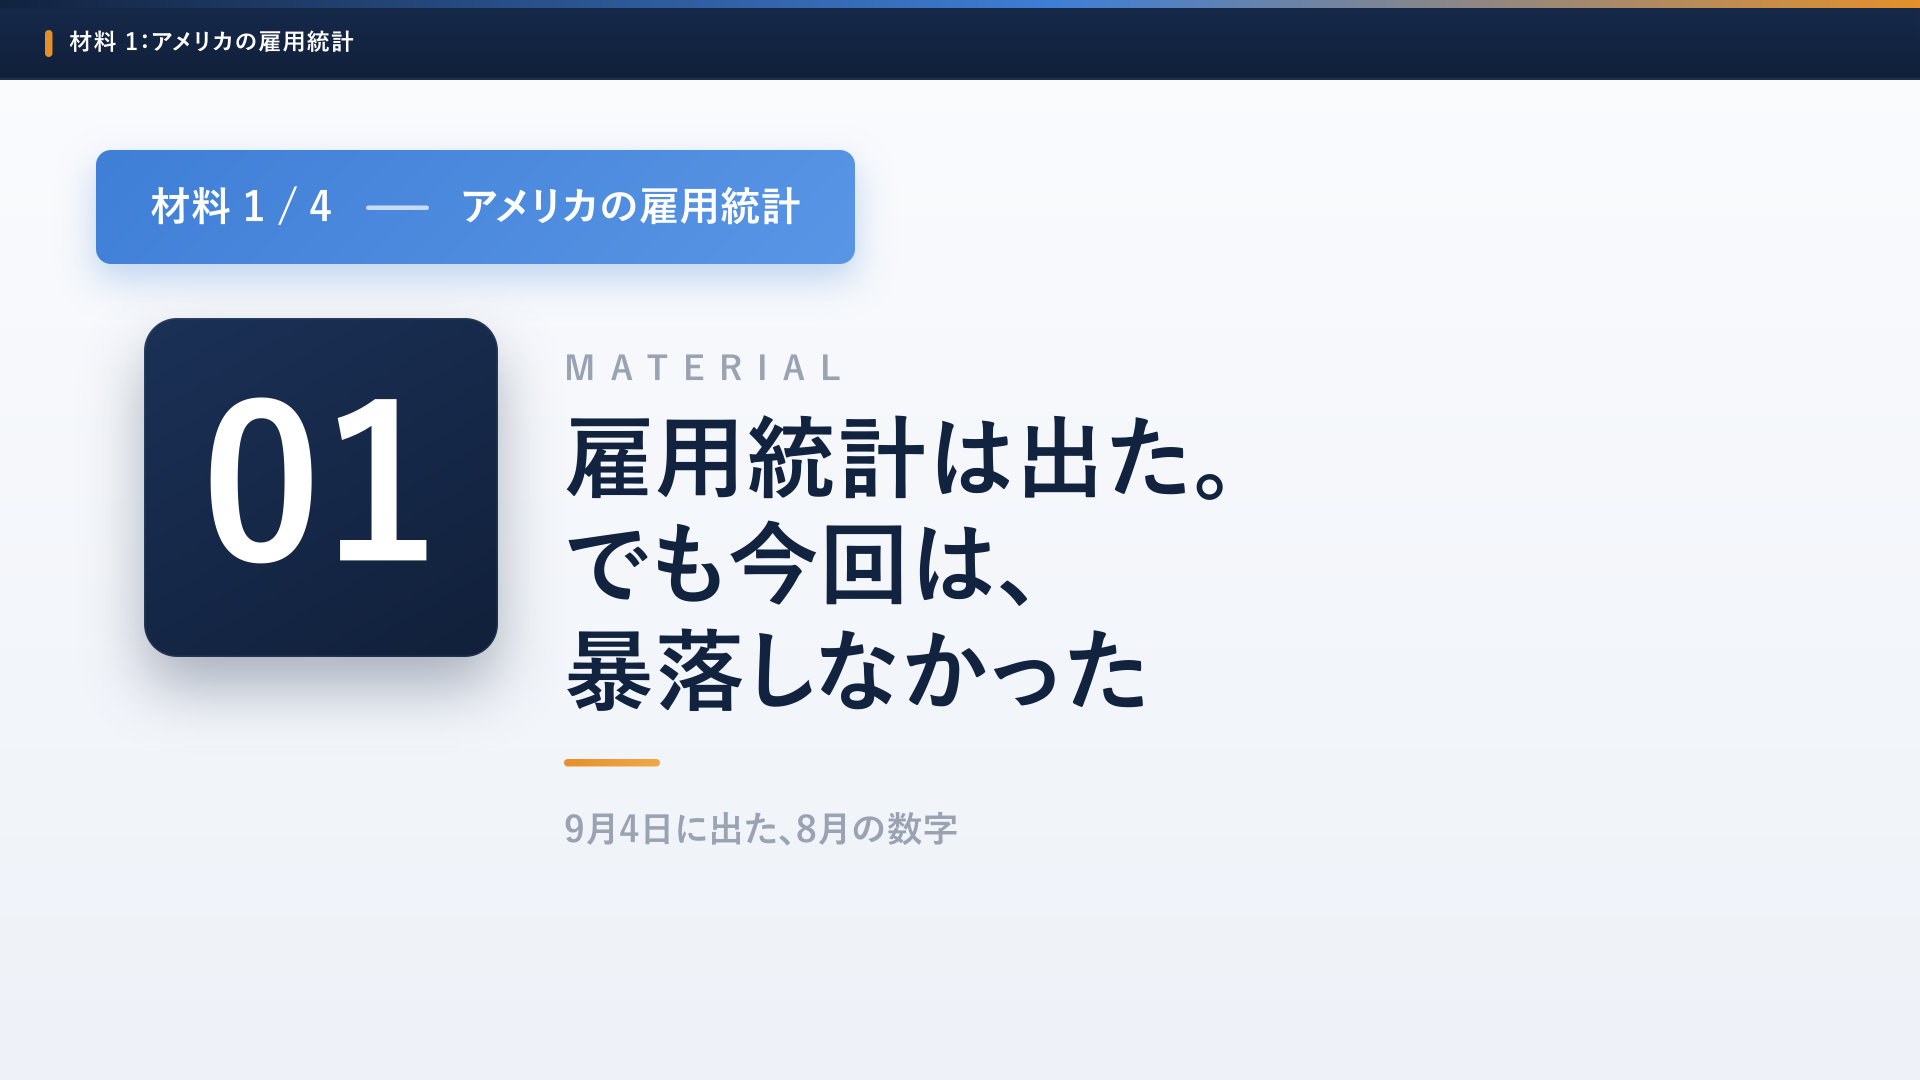 材料 1：アメリカの雇用統計
材料 1 / 4 — アメリカの雇用統計
01
MATERIAL
雇用統計は出た。
でも今回は、
暴落しなかった
9月4日に出た、8月の数字